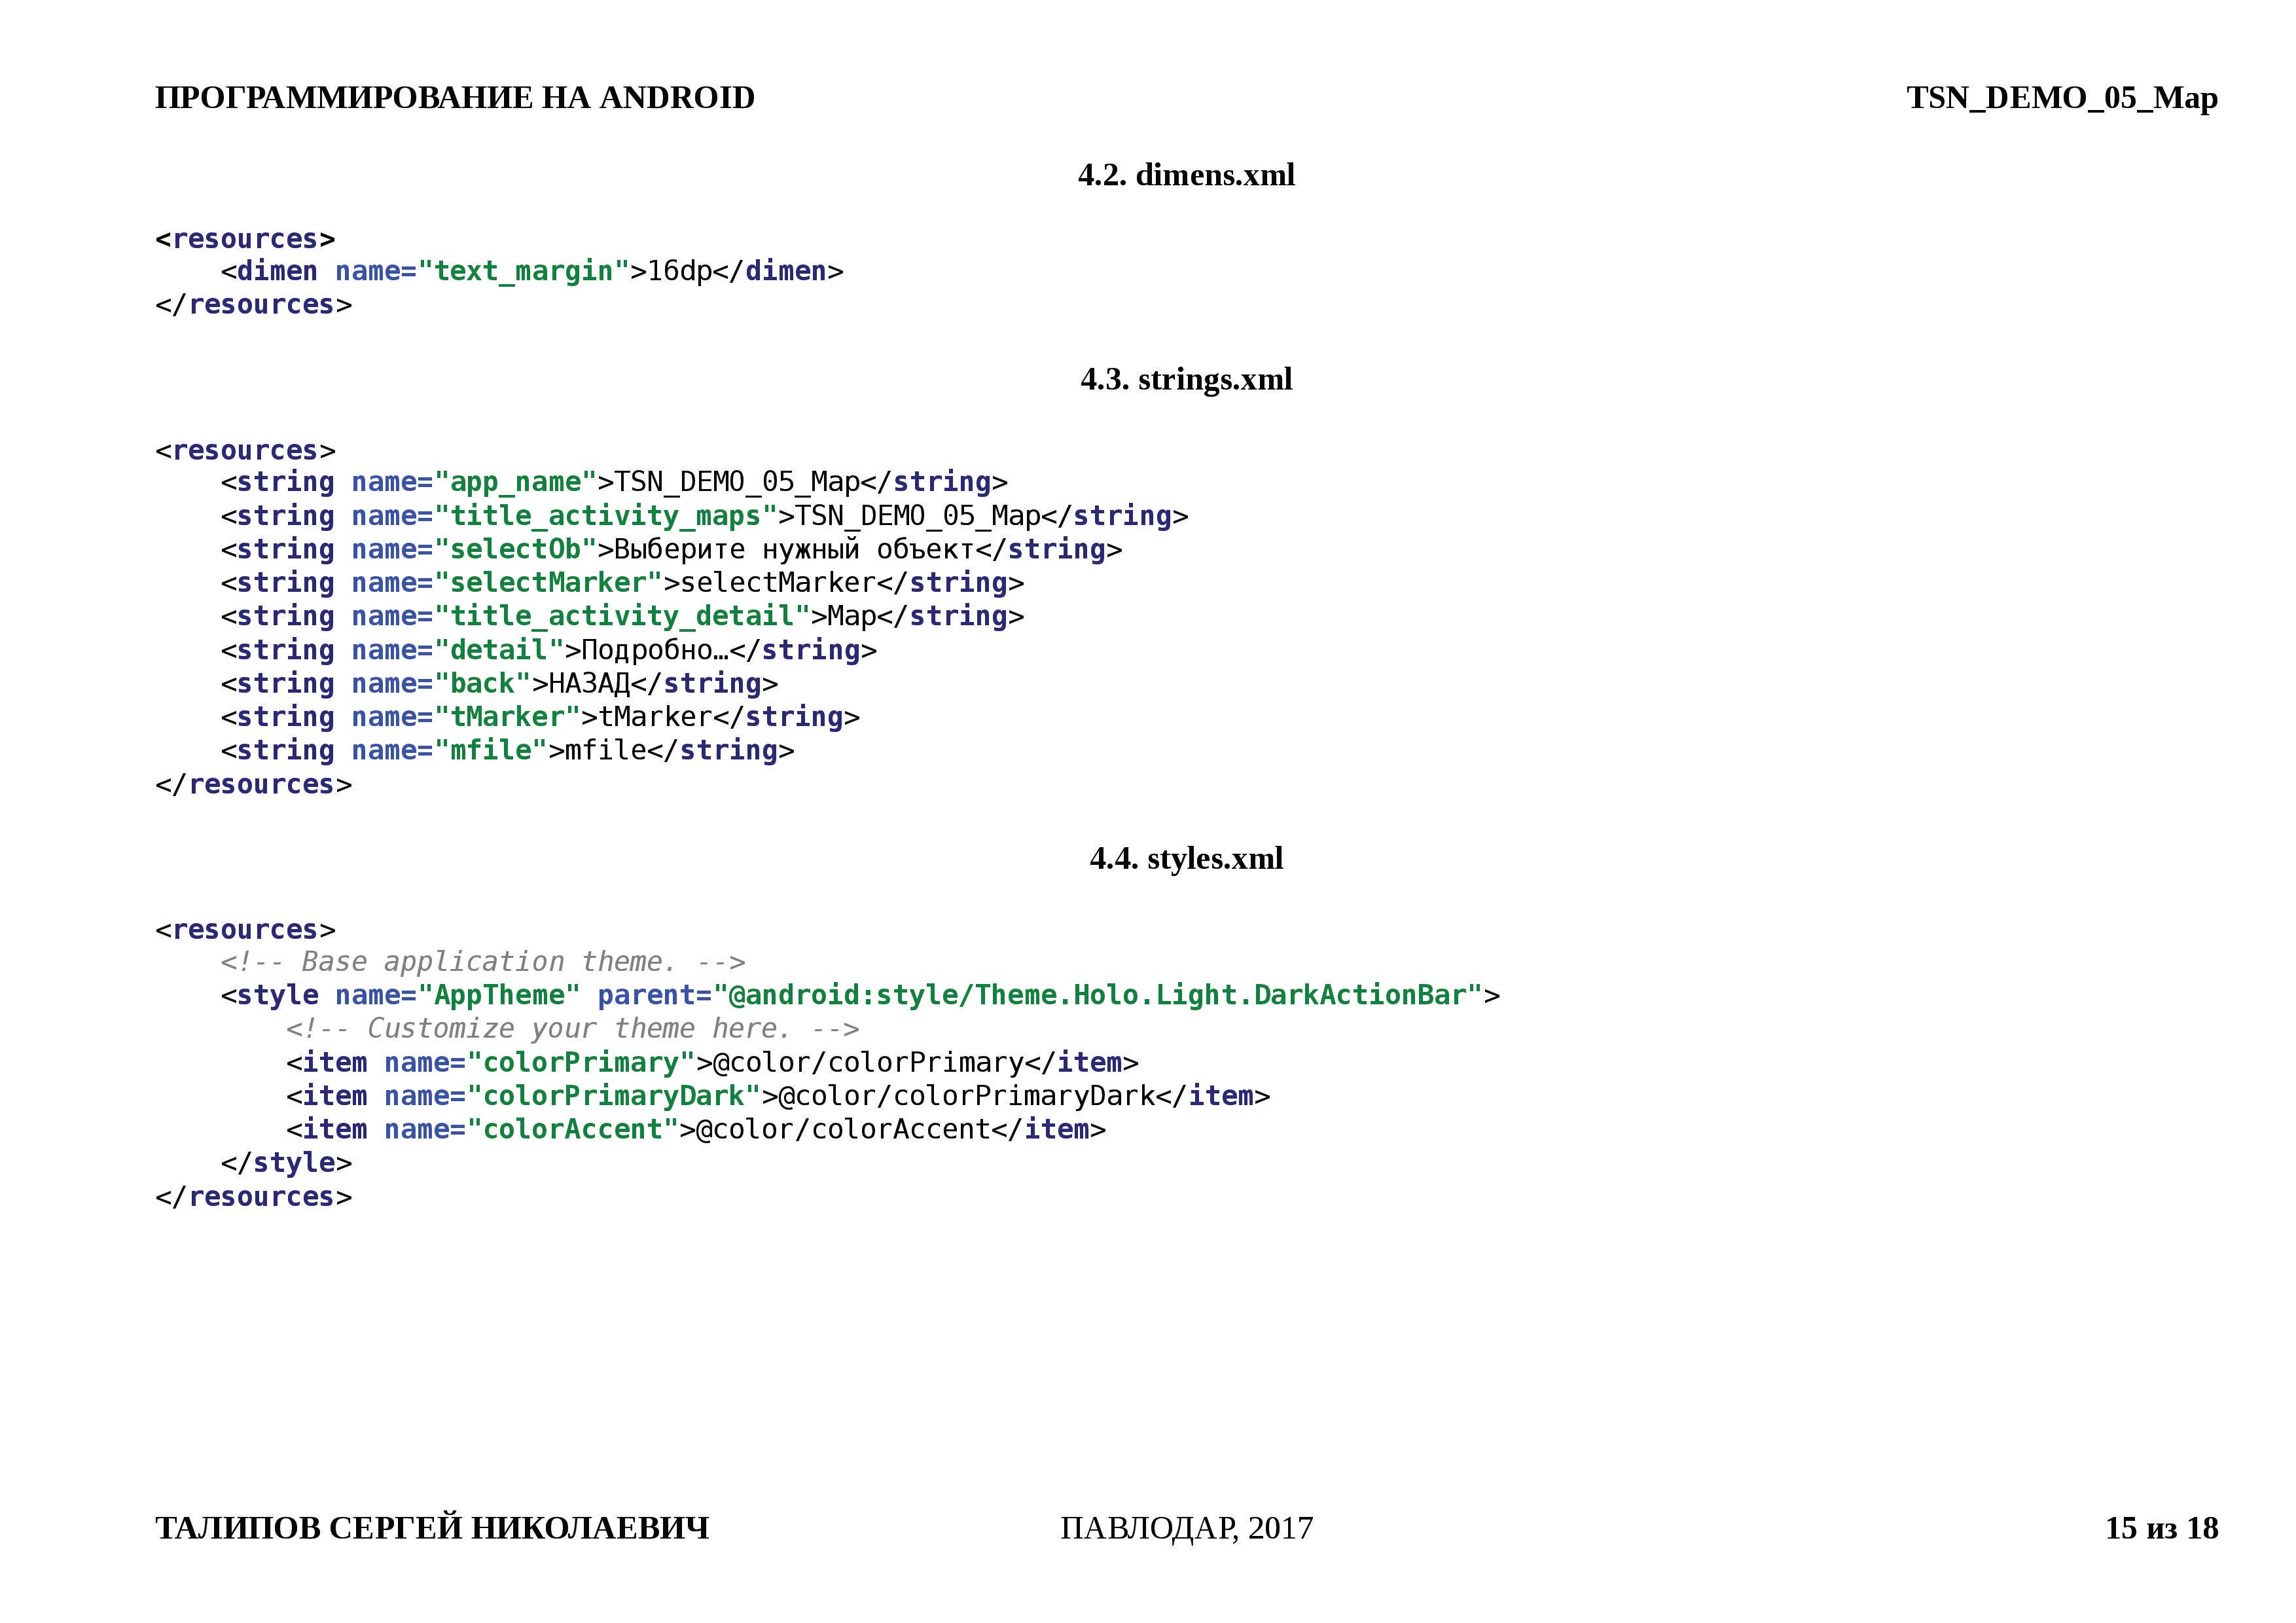 ПРОГРАММИРОВАНИЕ НА ANDROID TSN_DEMO_05_Map
4.2. dimens.xml
<resources>
    <dimen name="text_margin">16dp</dimen>
</resources>
4.3. strings.xml
<resources>
    <string name="app_name">TSN_DEMO_05_Map</string>
    <string name="title_activity_maps">TSN_DEMO_05_Map</string>
    <string name="selectOb">Выберите нужный объект</string>
    <string name="selectMarker">selectMarker</string>
    <string name="title_activity_detail">Map</string>
    <string name="detail">Подробно…</string>
    <string name="back">НАЗАД</string>
    <string name="tMarker">tMarker</string>
    <string name="mfile">mfile</string>
</resources>
4.4. styles.xml
<resources>
    <!-- Base application theme. -->
    <style name="AppTheme" parent="@android:style/Theme.Holo.Light.DarkActionBar">
        <!-- Customize your theme here. -->
        <item name="colorPrimary">@color/colorPrimary</item>
        <item name="colorPrimaryDark">@color/colorPrimaryDark</item>
        <item name="colorAccent">@color/colorAccent</item>
    </style>
</resources>
ТАЛИПОВ СЕРГЕЙ НИКОЛАЕВИЧ ПАВЛОДАР, 2017 15 из 18